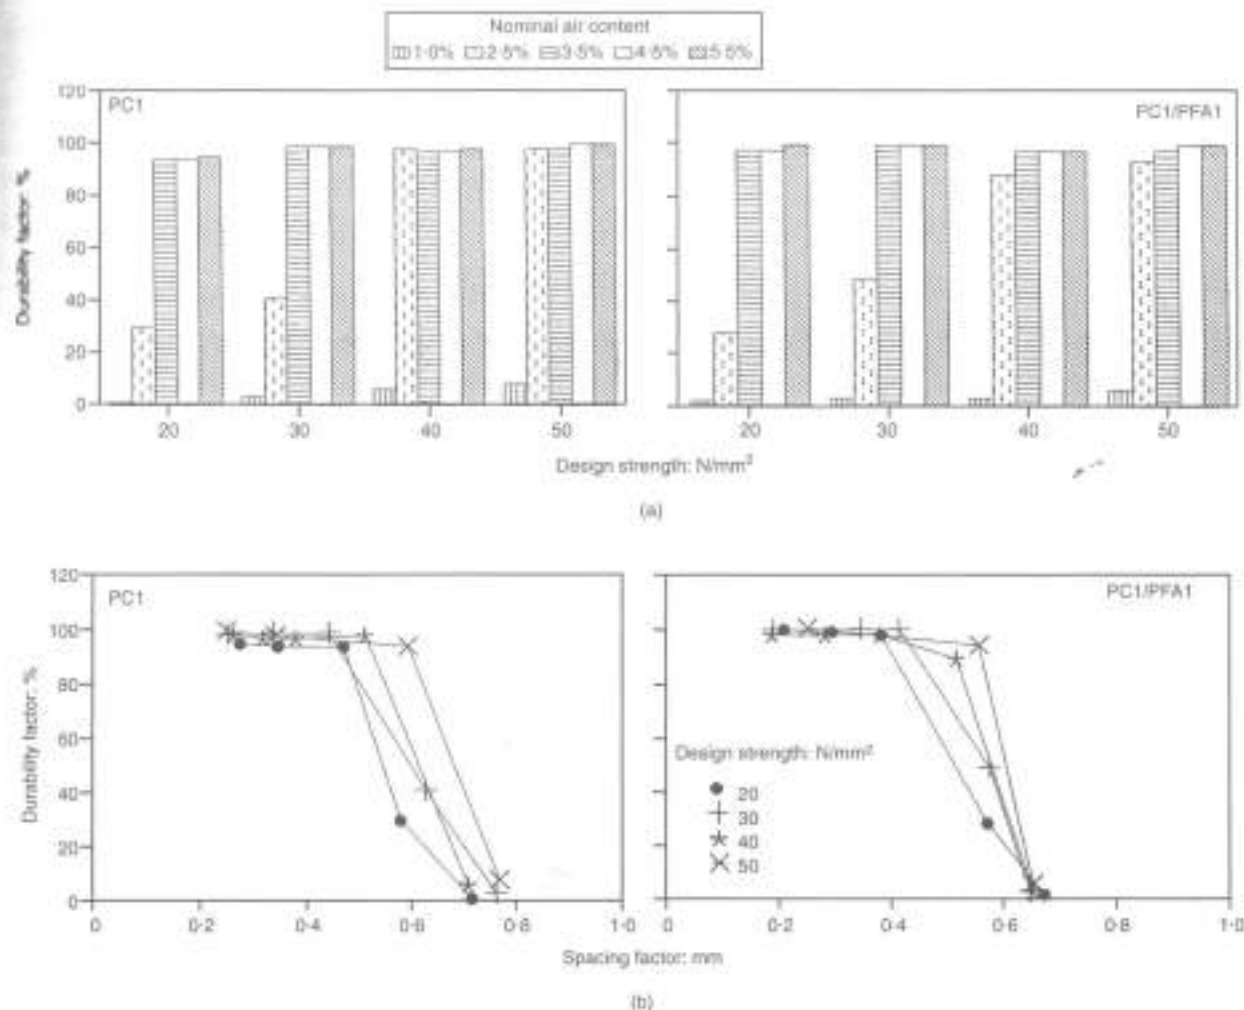 Nominal air content
1·0% 2·5% 3·5% 4·5% 5·5%
PC1
PC1/PFA1
120
100
80
60
40
20
0
Durability factor: %
20 30 40 50
20 30 40 50
Design strength: N/mm²
(a)
PC1
PC1/PFA1
120
100
80
60
40
20
0
Durability factor: %
Design strength: N/mm²
20
30
40
50
0 0·2 0·4 0·6 0·8 1·0
0 0·2 0·4 0·6 0·8 1·0
Spacing factor: mm
(b)